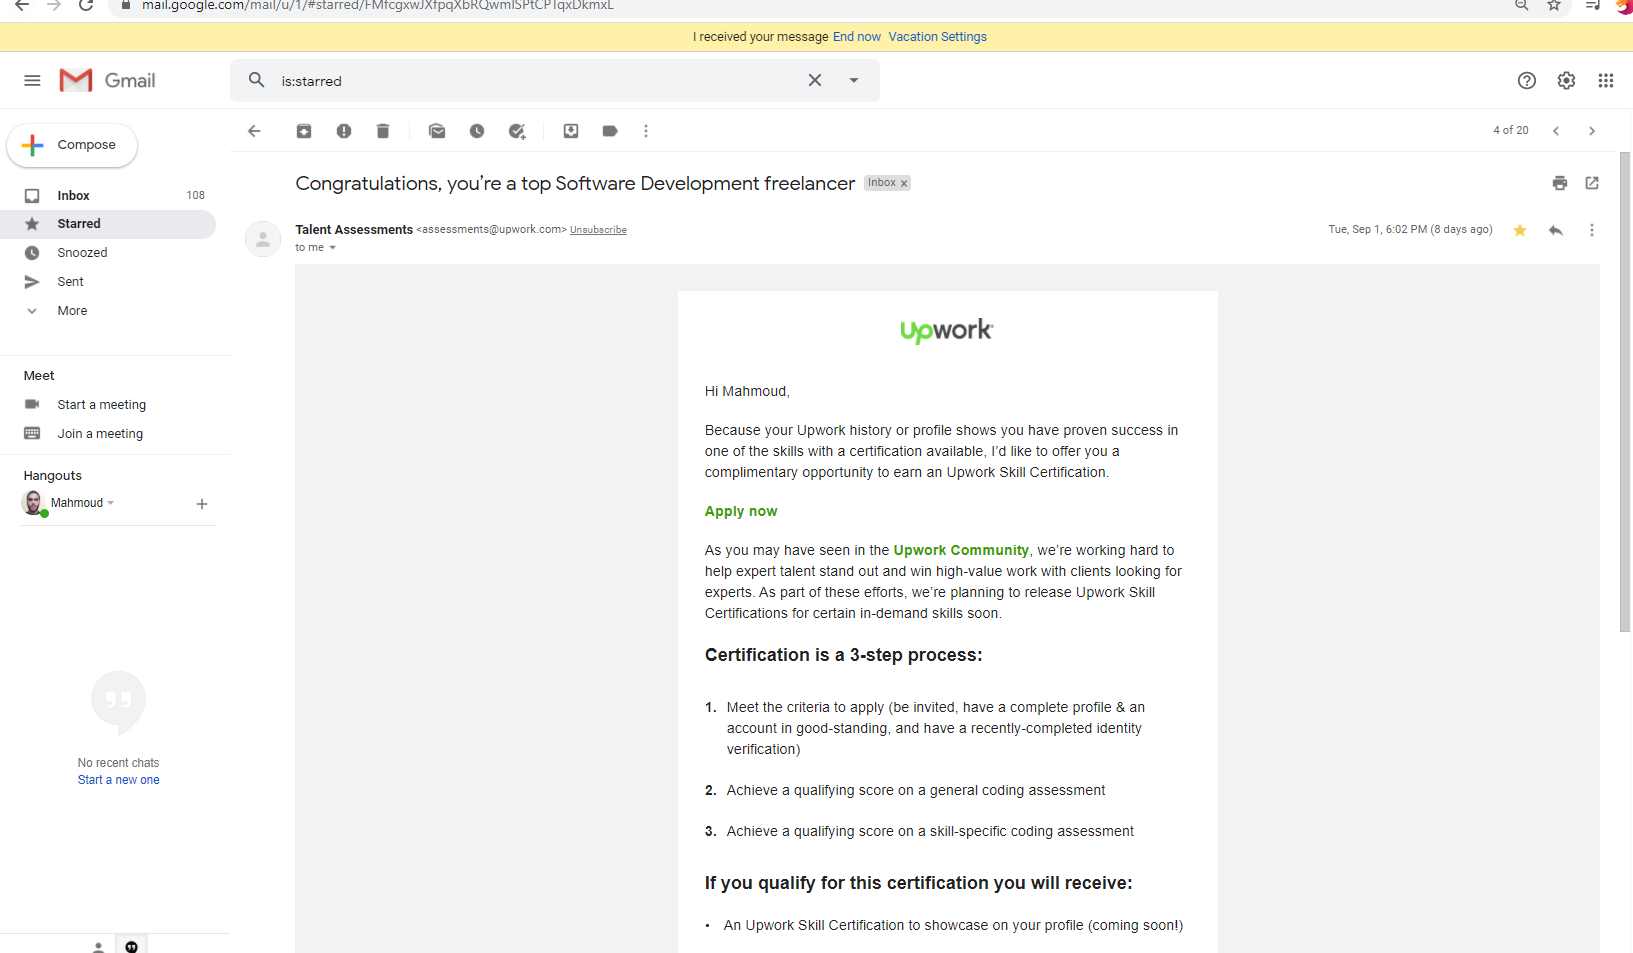 mail.google.com/mail/u/1/#starred/FMfcgxwJXfpqXbRQwmlSPtCPTqxDkmxL
I received your message End now Vacation Settings
Gmail
is:starred
Compose
4 of 20
Inbox 108
Starred
Snoozed
Sent
More
Meet
Start a meeting
Join a meeting
Hangouts
Mahmoud
No recent chats
Start a new one
Congratulations, you’re a top Software Development freelancer Inbox x
Talent Assessments <assessments@upwork.com> Unsubscribe
Tue, Sep 1, 6:02 PM (8 days ago)
to me
upwork
Hi Mahmoud,
Because your Upwork history or profile shows you have proven success in
one of the skills with a certification available, I’d like to offer you a
complimentary opportunity to earn an Upwork Skill Certification.
Apply now
As you may have seen in the Upwork Community, we’re working hard to
help expert talent stand out and win high-value work with clients looking for
experts. As part of these efforts, we’re planning to release Upwork Skill
Certifications for certain in-demand skills soon.
Certification is a 3-step process:
1. Meet the criteria to apply (be invited, have a complete profile & an
account in good-standing, and have a recently-completed identity
verification)
2. Achieve a qualifying score on a general coding assessment
3. Achieve a qualifying score on a skill-specific coding assessment
If you qualify for this certification you will receive:
• An Upwork Skill Certification to showcase on your profile (coming soon!)